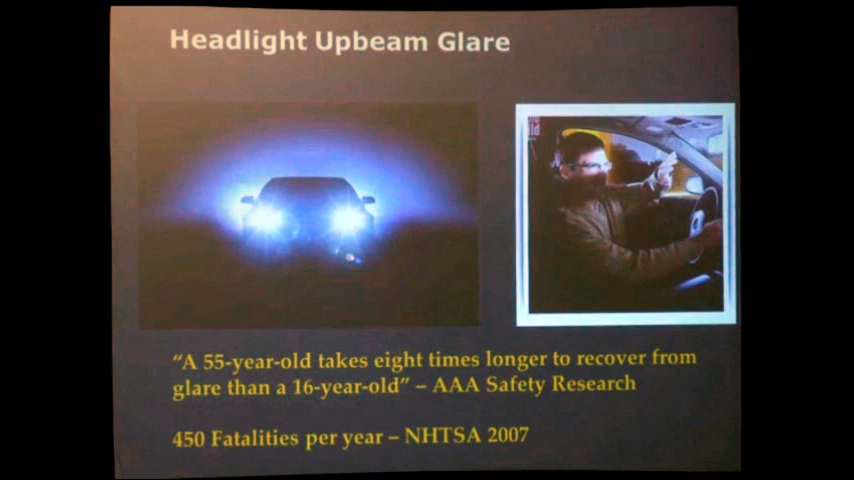 Headlight Upbeam Glare
ild
“A 55-year-old takes eight times longer to recover from
glare than a 16-year-old” – AAA Safety Research
450 Fatalities per year – NHTSA 2007